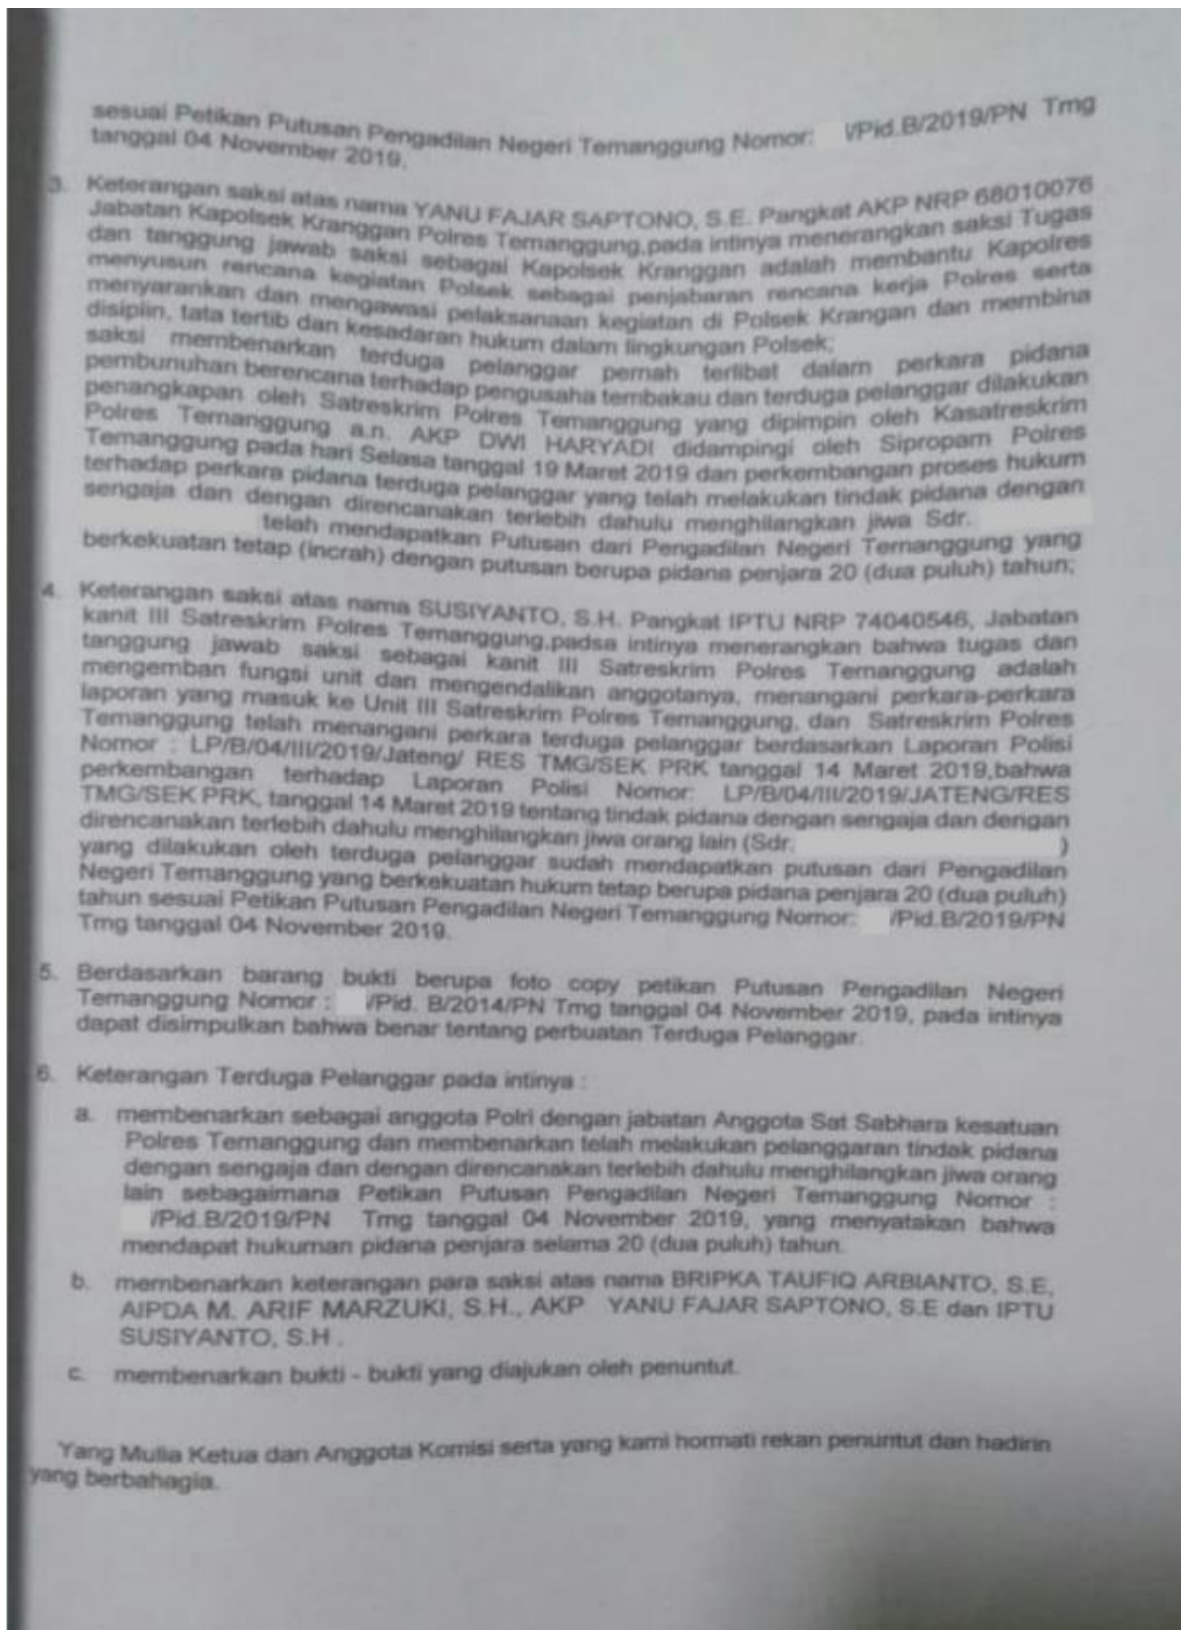 sesuai Petikan Putusan Pengadilan Negeri Temanggung Nomor: /Pid.B/2019/PN Tmg
tanggal 04 November 2019.
3. Keterangan saksi atas nama YANU FAJAR SAPTONO, S.E. Pangkat AKP NRP 68010076
Jabatan Kapolsek Kranggan Polres Temanggung,pada intinya menerangkan saksi Tugas
dan tanggung jawab saksi sebagai Kapolsek Kranggan adalah membantu Kapolres
menyusun rencana kegiatan Polsek sebagai penjabaran rencana kerja Polres serta
menyarankan dan mengawasi pelaksanaan kegiatan di Polsek Krangan dan membina
disiplin, tata tertib dan kesadaran hukum dalam lingkungan Polsek;
saksi membenarkan terduga pelanggar pernah terlibat dalam perkara pidana
pembunuhan berencana terhadap pengusaha tembakau dan terduga pelanggar dilakukan
penangkapan oleh Satreskrim Polres Temanggung yang dipimpin oleh Kasatreskrim
Polres Temanggung a.n. AKP DWI HARYADI didampingi oleh Sipropam Polres
Temanggung pada hari Selasa tanggal 19 Maret 2019 dan perkembangan proses hukum
terhadap perkara pidana terduga pelanggar yang telah melakukan tindak pidana dengan
sengaja dan dengan direncanakan terlebih dahulu menghilangkan jiwa Sdr.
telah mendapatkan Putusan dari Pengadilan Negeri Temanggung yang
berkekuatan tetap (incrah) dengan putusan berupa pidana penjara 20 (dua puluh) tahun;
4. Keterangan saksi atas nama SUSIYANTO, S.H. Pangkat IPTU NRP 74040546, Jabatan
kanit III Satreskrim Polres Temanggung,padsa intinya menerangkan bahwa tugas dan
tanggung jawab saksi sebagai kanit III Satreskrim Polres Temanggung adalah
mengemban fungsi unit dan mengendalikan anggotanya, menangani perkara-perkara
laporan yang masuk ke Unit III Satreskrim Polres Temanggung, dan Satreskrim Polres
Temanggung telah menangani perkara terduga pelanggar berdasarkan Laporan Polisi
Nomor : LP/B/04/III/2019/Jateng/ RES TMG/SEK PRK tanggal 14 Maret 2019,bahwa
perkembangan terhadap Laporan Polisi Nomor: LP/B/04/III/2019/JATENG/RES
TMG/SEK PRK, tanggal 14 Maret 2019 tentang tindak pidana dengan sengaja dan dengan
direncanakan terlebih dahulu menghilangkan jiwa orang lain (Sdr. )
yang dilakukan oleh terduga pelanggar sudah mendapatkan putusan dari Pengadilan
Negeri Temanggung yang berkekuatan hukum tetap berupa pidana penjara 20 (dua puluh)
tahun sesuai Petikan Putusan Pengadilan Negeri Temanggung Nomor: /Pid.B/2019/PN
Tmg tanggal 04 November 2019.
5. Berdasarkan barang bukti berupa foto copy petikan Putusan Pengadilan Negeri
Temanggung Nomor : /Pid. B/2014/PN Tmg tanggal 04 November 2019, pada intinya
dapat disimpulkan bahwa benar tentang perbuatan Terduga Pelanggar.
6. Keterangan Terduga Pelanggar pada intinya :
a. membenarkan sebagai anggota Polri dengan jabatan Anggota Sat Sabhara kesatuan
Polres Temanggung dan membenarkan telah melakukan pelanggaran tindak pidana
dengan sengaja dan dengan direncanakan terlebih dahulu menghilangkan jiwa orang
lain sebagaimana Petikan Putusan Pengadilan Negeri Temanggung Nomor :
/Pid.B/2019/PN Tmg tanggal 04 November 2019, yang menyatakan bahwa
mendapat hukuman pidana penjara selama 20 (dua puluh) tahun.
b. membenarkan keterangan para saksi atas nama BRIPKA TAUFIQ ARBIANTO, S.E,
AIPDA M. ARIF MARZUKI, S.H., AKP YANU FAJAR SAPTONO, S.E dan IPTU
SUSIYANTO, S.H .
c. membenarkan bukti - bukti yang diajukan oleh penuntut.
Yang Mulia Ketua dan Anggota Komisi serta yang kami hormati rekan penuntut dan hadirin
yang berbahagia.